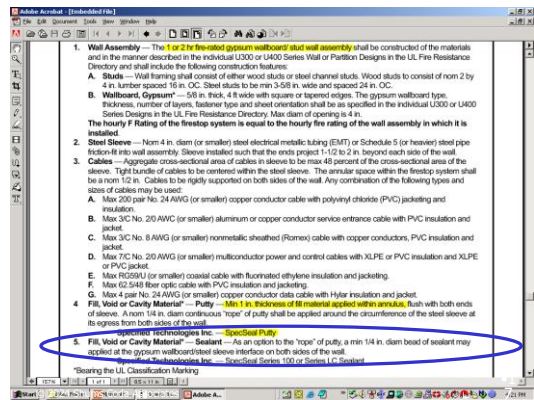 Adobe Acrobat - [Embedded File]
File Edit Document Tools View Window Help
1. Wall Assembly — The 1 or 2 hr fire-rated gypsum wallboard/ stud wall assembly shall be constructed of the materials
and in the manner described in the individual U300 or U400 Series Wall or Partition Designs in the UL Fire Resistance
Directory and shall include the following construction features:
A. Studs — Wall framing shall consist of either wood studs or steel channel studs. Wood studs to consist of nom 2 by
4 in. lumber spaced 16 in. OC. Steel studs to be min 3-5/8 in. wide and spaced 24 in. OC.
B. Wallboard, Gypsum* — 5/8 in. thick, 4 ft wide with square or tapered edges. The gypsum wallboard type,
thickness, number of layers, fastener type and sheet orientation shall be as specified in the individual U300 or U400
Series Designs in the UL Fire Resistance Directory. Max diam of opening is 4 in.
The hourly F Rating of the firestop system is equal to the hourly fire rating of the wall assembly in which it is
installed.
2. Steel Sleeve — Nom 4 in. diam (or smaller) steel electrical metallic tubing (EMT) or Schedule 5 (or heavier) steel pipe
friction-fit into wall assembly. Sleeve installed such that the ends project 1-1/2 to 2 in. beyond each side of the wall.
3. Cables — Aggregate cross-sectional area of cables in sleeve to be max 48 percent of the cross-sectional area of the
sleeve. Tight bundle of cables to be centered within the steel sleeve. The annular space within the firestop system shall
be a nom 1/2 in. Cables to be rigidly supported on both sides of the wall. Any combination of the following types and
sizes of cables may be used:
A. Max 200 pair No. 24 AWG (or smaller) copper conductor cable with polyvinyl chloride (PVC) jacketing and
insulation.
B. Max 3/C No. 2/0 AWC (or smaller) aluminum or copper conductor service entrance cable with PVC insulation and
jacket.
C. Max 3/C No. 8 AWG (or smaller) nonmetallic sheathed (Romex) cable with copper conductors, PVC insulation and
jacket.
D. Max 7/C No. 2/0 AWG (or smaller) multiconductor power and control cables with XLPE or PVC insulation and XLPE
or PVC jacket.
E. Max RG59/U (or smaller) coaxial cable with fluorinated ethylene insulation and jacketing.
F. Max 62.5/48 fiber optic cable with PVC insulation and jacketing.
G. Max 4 pair No. 24 AWG (or smaller) copper conductor data cable with Hylar insulation and jacket.
4 Fill, Void or Cavity Material* — Putty — Min 1 in. thickness of fill material applied within annulus, flush with both ends
of sleeve. A nom 1/4 in. diam continuous "rope" of putty shall be applied around the circumference of the steel sleeve at
its egress from both sides of the wall.
Specified Technologies Inc. — SpecSeal Putty
5. Fill, Void or Cavity Material* — Sealant — As an option to the "rope" of putty, a min 1/4 in. diam bead of sealant may
applied at the gypsum wallboard/steel sleeve interface on both sides of the wall.
Specified Technologies Inc. — SpecSeal Series 100 or Series LC Sealant
*Bearing the UL Classification Marking
157% 1 of 1 8.5 x 11 in
Start Adobe A... 7:21 PM